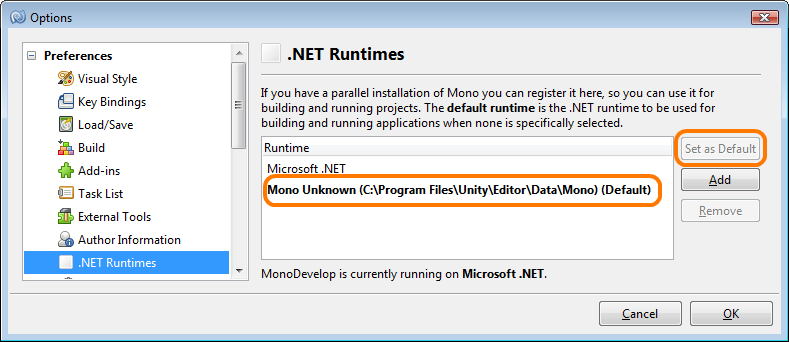 Options
Preferences
Visual Style
Key Bindings
Load/Save
Build
Add-ins
Task List
External Tools
Author Information
.NET Runtimes
.NET Runtimes
If you have a parallel installation of Mono you can register it here, so you can use it for
building and running projects. The default runtime is the .NET runtime to be used for
building and running applications when none is specifically selected.
Runtime
Microsoft .NET
Mono Unknown (C:\Program Files\Unity\Editor\Data\Mono) (Default)
Set as Default
Add
Remove
MonoDevelop is currently running on Microsoft .NET.
Cancel
OK